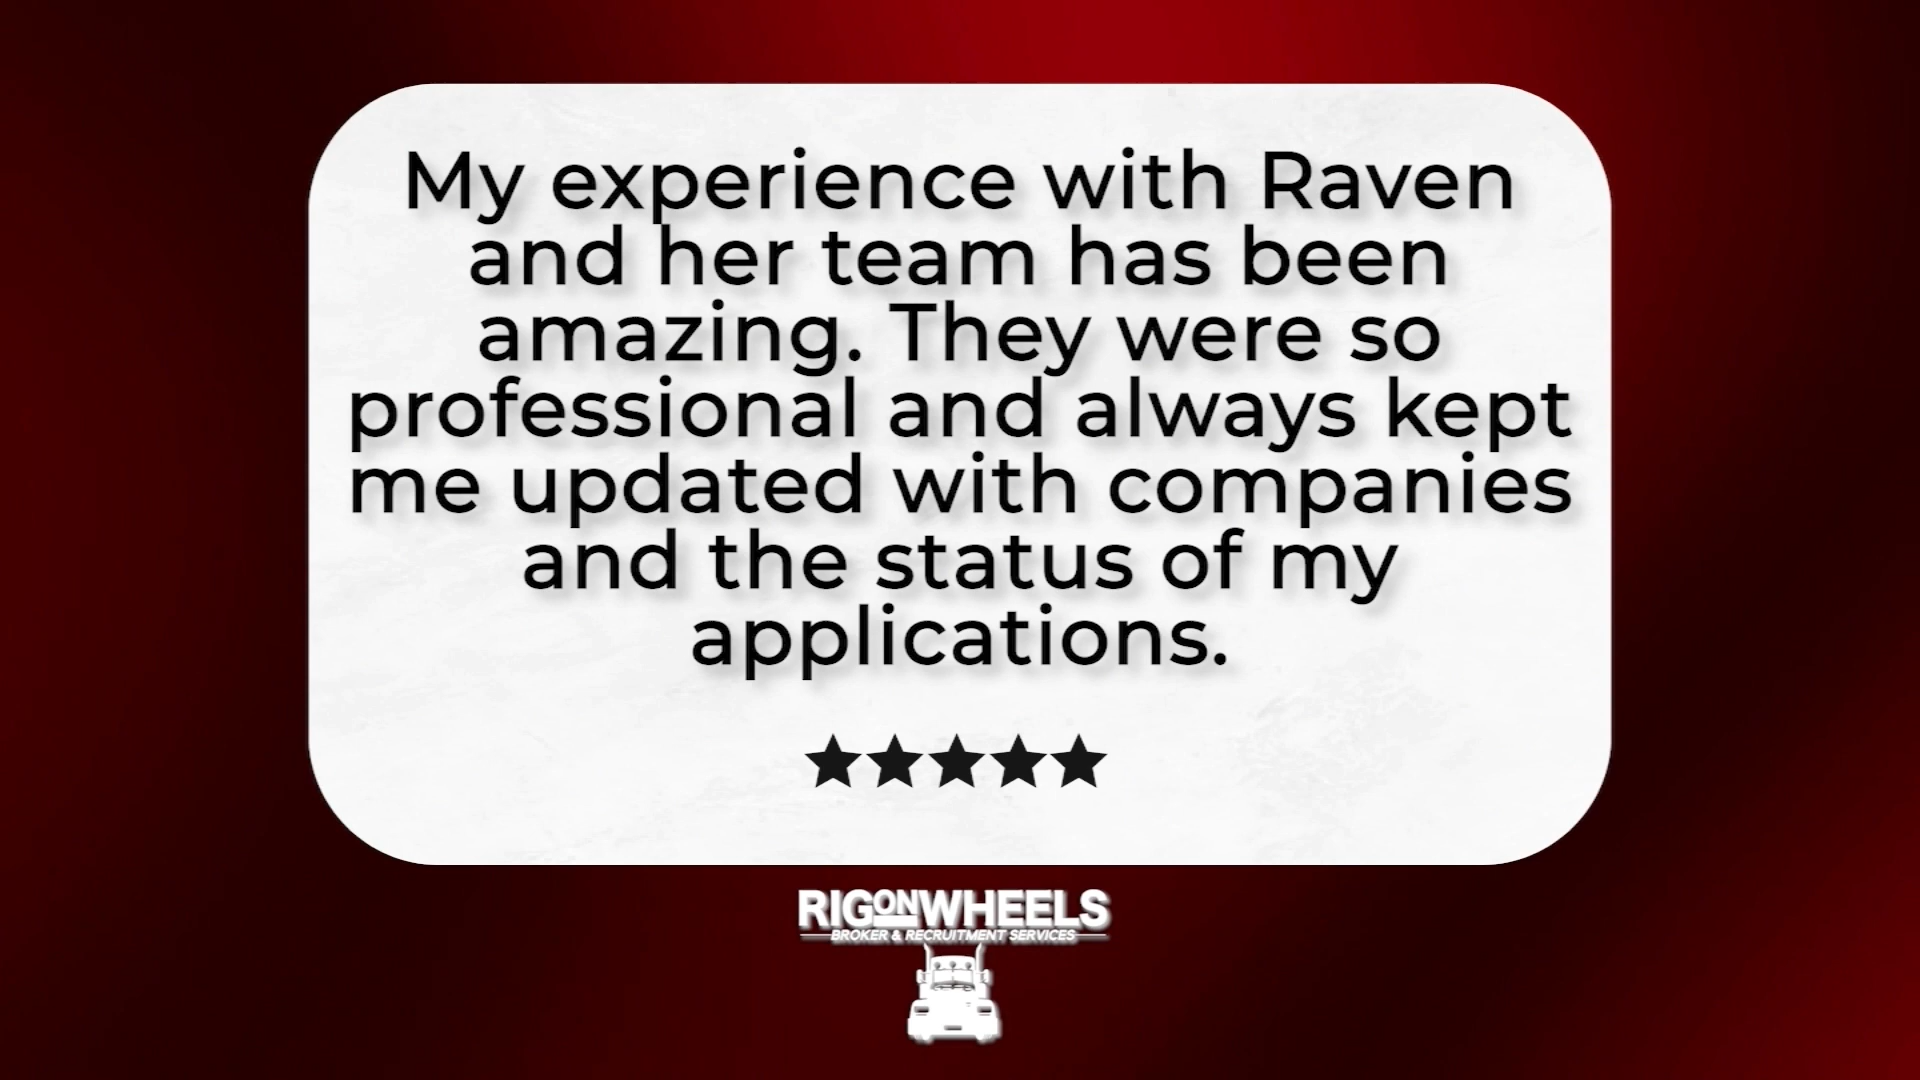 My experience with Raven
and her team has been
amazing. They were so
professional and always kept
me updated with companies
and the status of my
applications.
RIGONWHEELS
BROKER & RECRUITMENT SERVICES